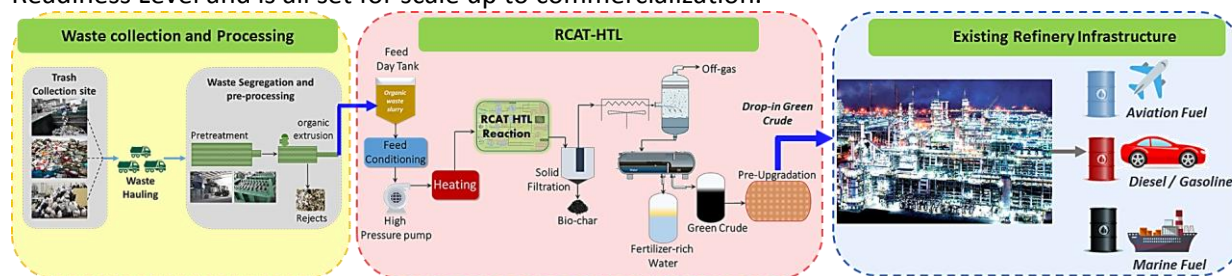 Readiness Level and is all set for scale up to commercialization.
Waste collection and Processing
Trash
Collection site
Waste
Hauling
Waste Segregation and
pre-processing
Pretreatment
organic
extrusion
Rejects
RCAT-HTL
Feed
Day Tank
Organic
waste
slurry
Feed
Conditioning
High
Pressure pump
Heating
RCAT HTL
Reaction
Solid
Filtration
Bio-char
Off-gas
Fertilizer-rich
Water
Green Crude
Pre-Upgradation
Drop-in Green
Crude
Existing Refinery Infrastructure
Aviation Fuel
Diesel / Gasoline
Marine Fuel